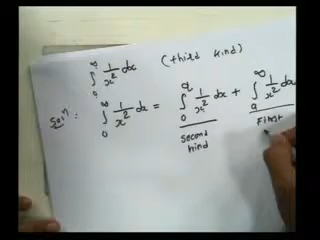 ∫₀^∞ 1/x² dx (third kind)
Solⁿ: ∫₀^∞ 1/x² dx = ∫₀^a 1/x² dx + ∫ₐ^∞ 1/x² dx
second First
kind